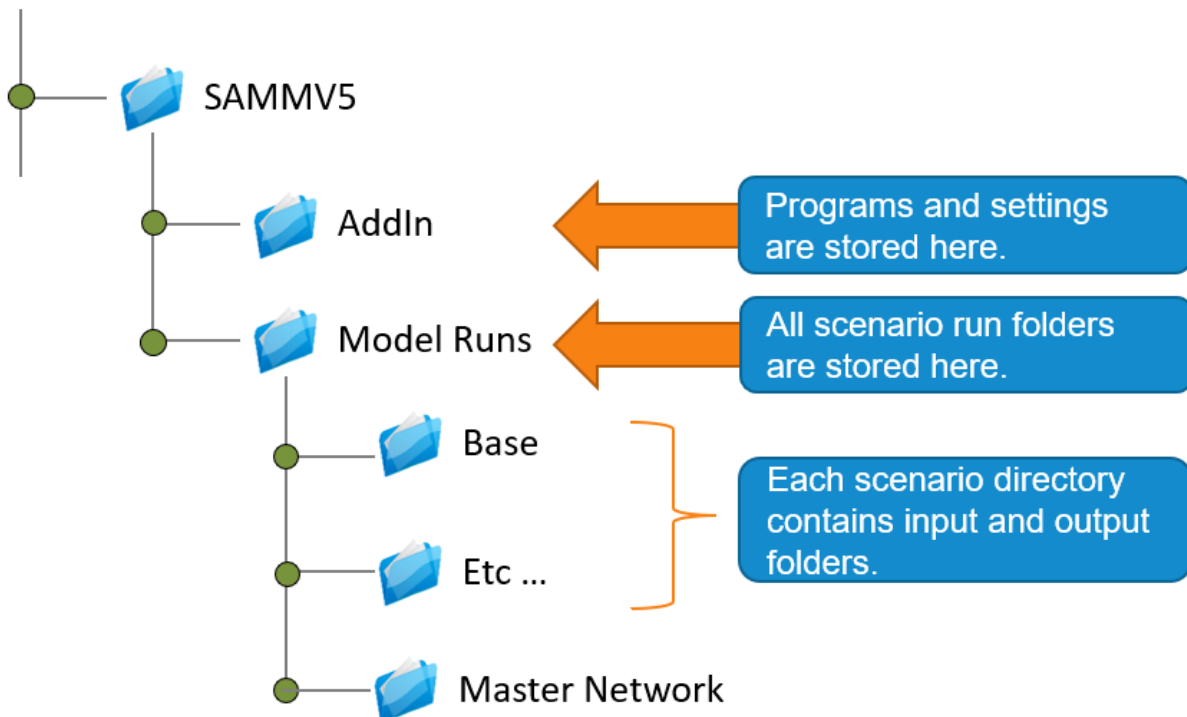 SAMMV5
AddIn
Programs and settings
are stored here.
Model Runs
All scenario run folders
are stored here.
Base
Each scenario directory
contains input and output
folders.
Etc ...
Master Network